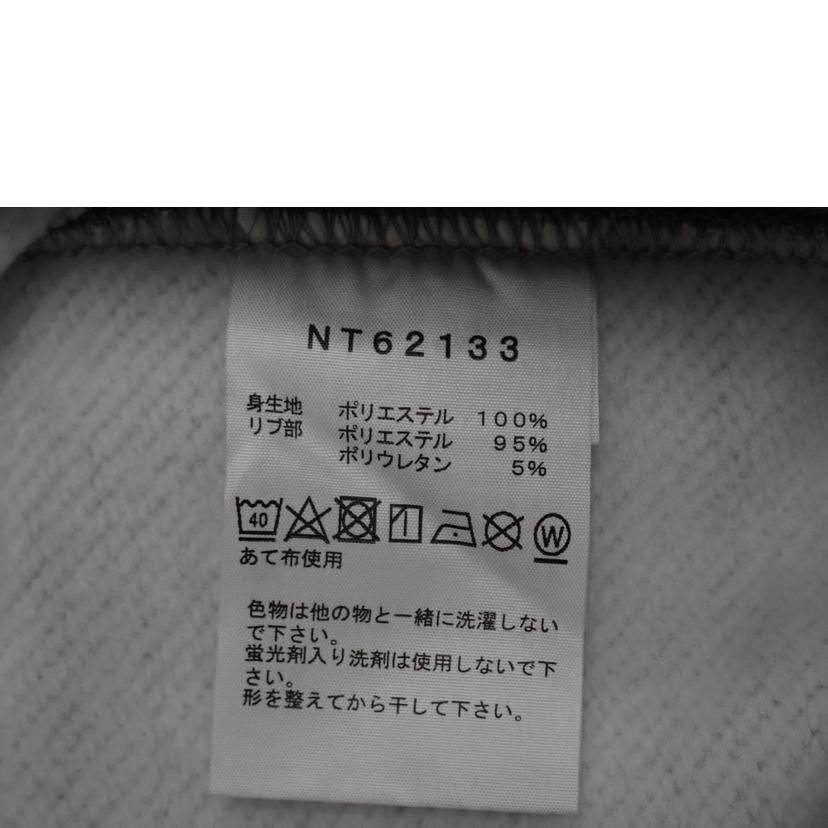 NT62133
身生地 ポリエステル 100%
リブ部 ポリエステル 95%
ポリウレタン 5%
40 W
あて布使用
色物は他の物と一緒に洗濯しない
で下さい。
蛍光剤入り洗剤は使用しないで下
さい。
形を整えてから干して下さい。